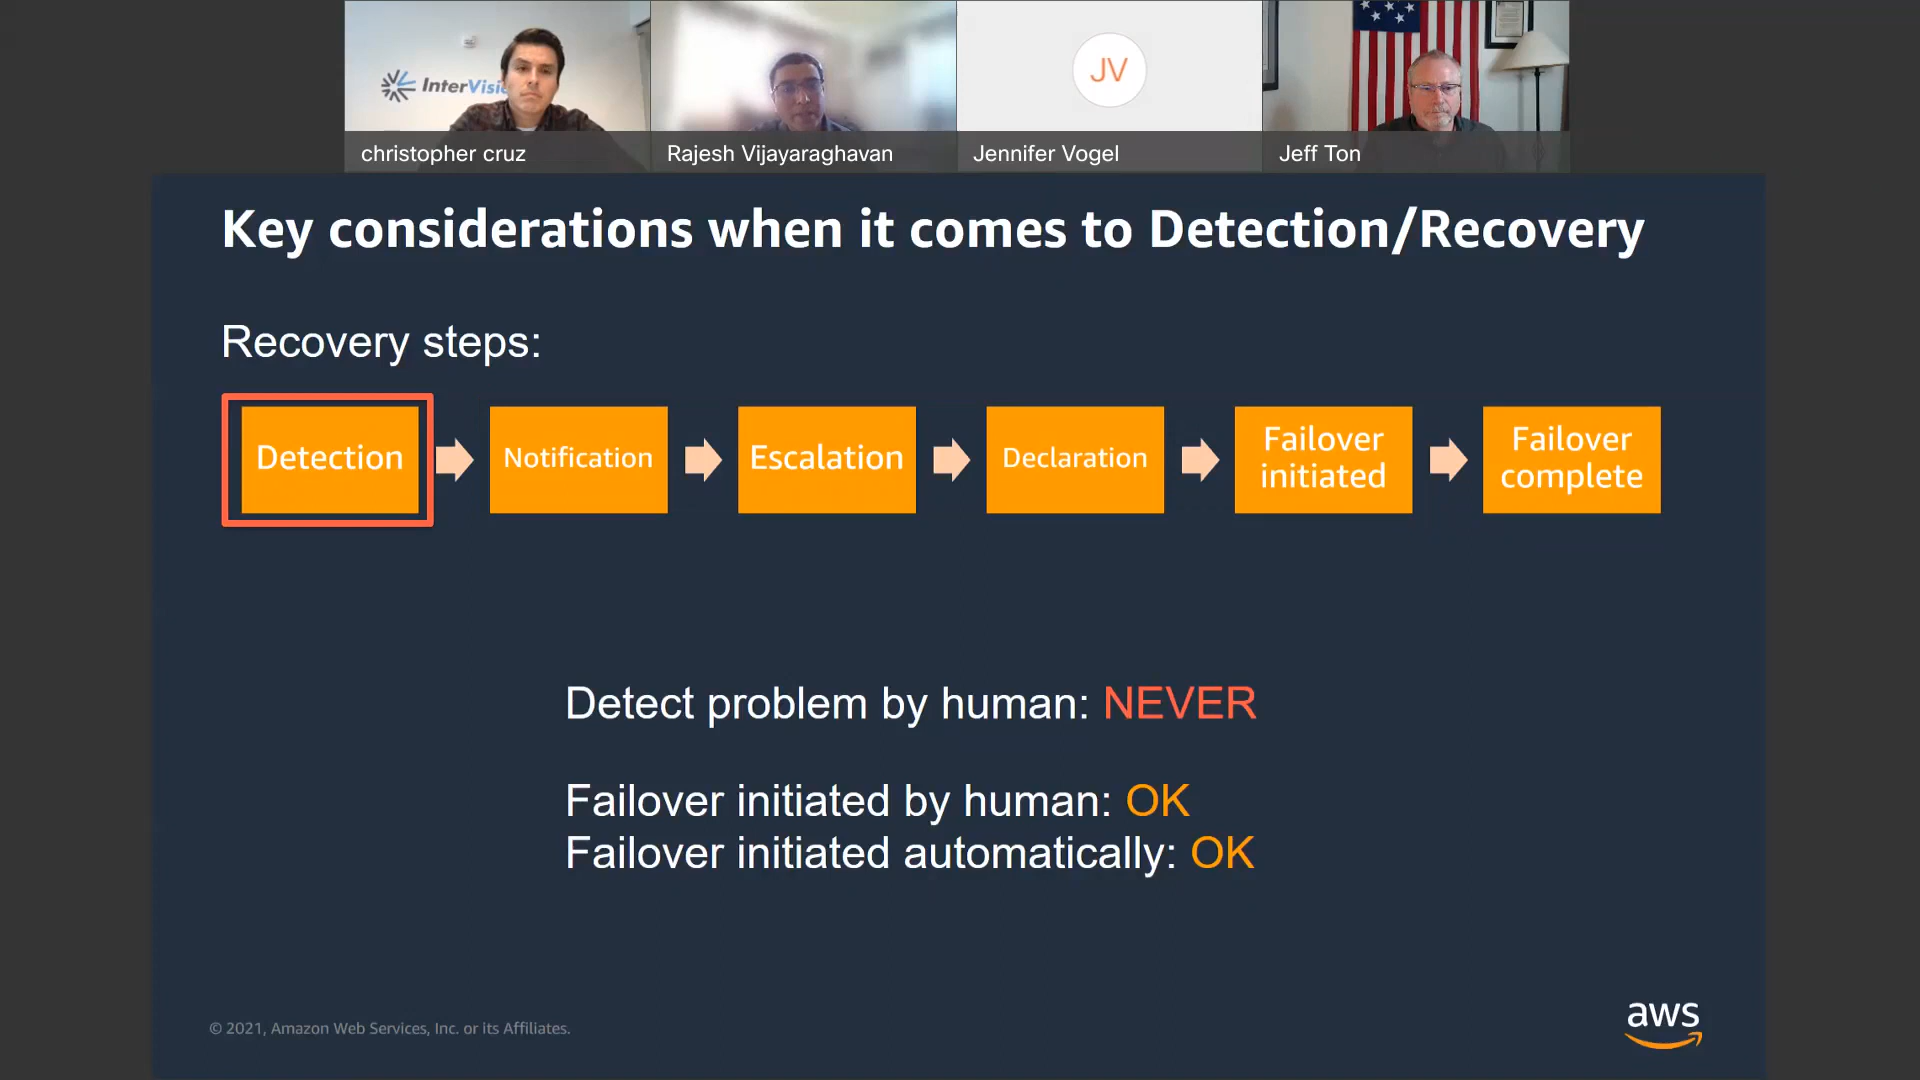 InterVisi
JV
christopher cruz
Rajesh Vijayaraghavan
Jennifer Vogel
Jeff Ton
Key considerations when it comes to Detection/Recovery
Recovery steps:
Detection
Notification
Escalation
Declaration
Failover
initiated
Failover
complete
Detect problem by human: NEVER
Failover initiated by human: OK
Failover initiated automatically: OK
© 2021, Amazon Web Services, Inc. or its Affiliates.
aws